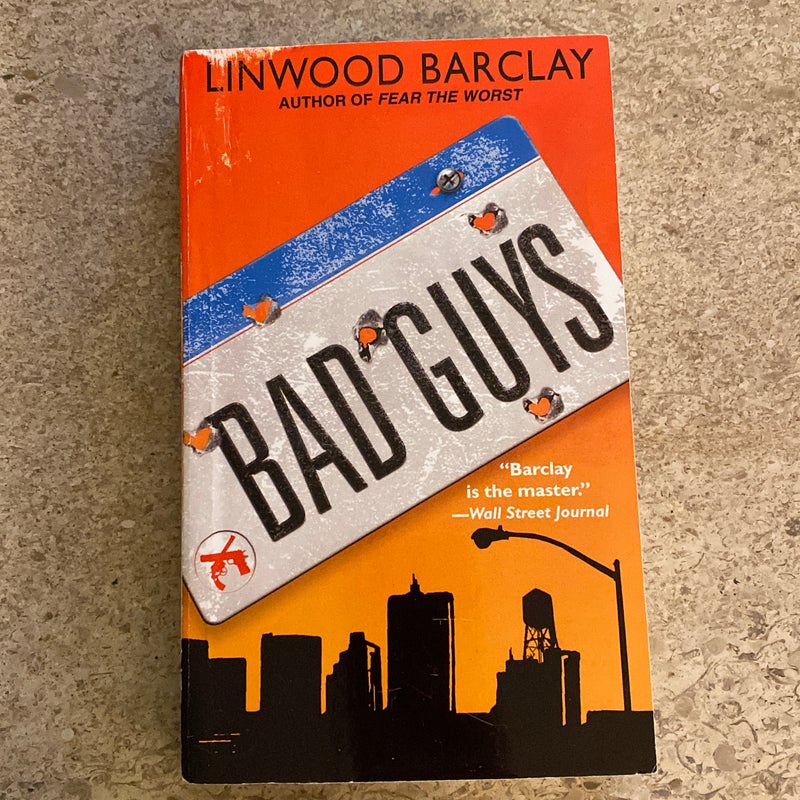 LINWOOD BARCLAY
AUTHOR OF FEAR THE WORST
BAD GUYS
“Barclay
is the master.”
—Wall Street Journal